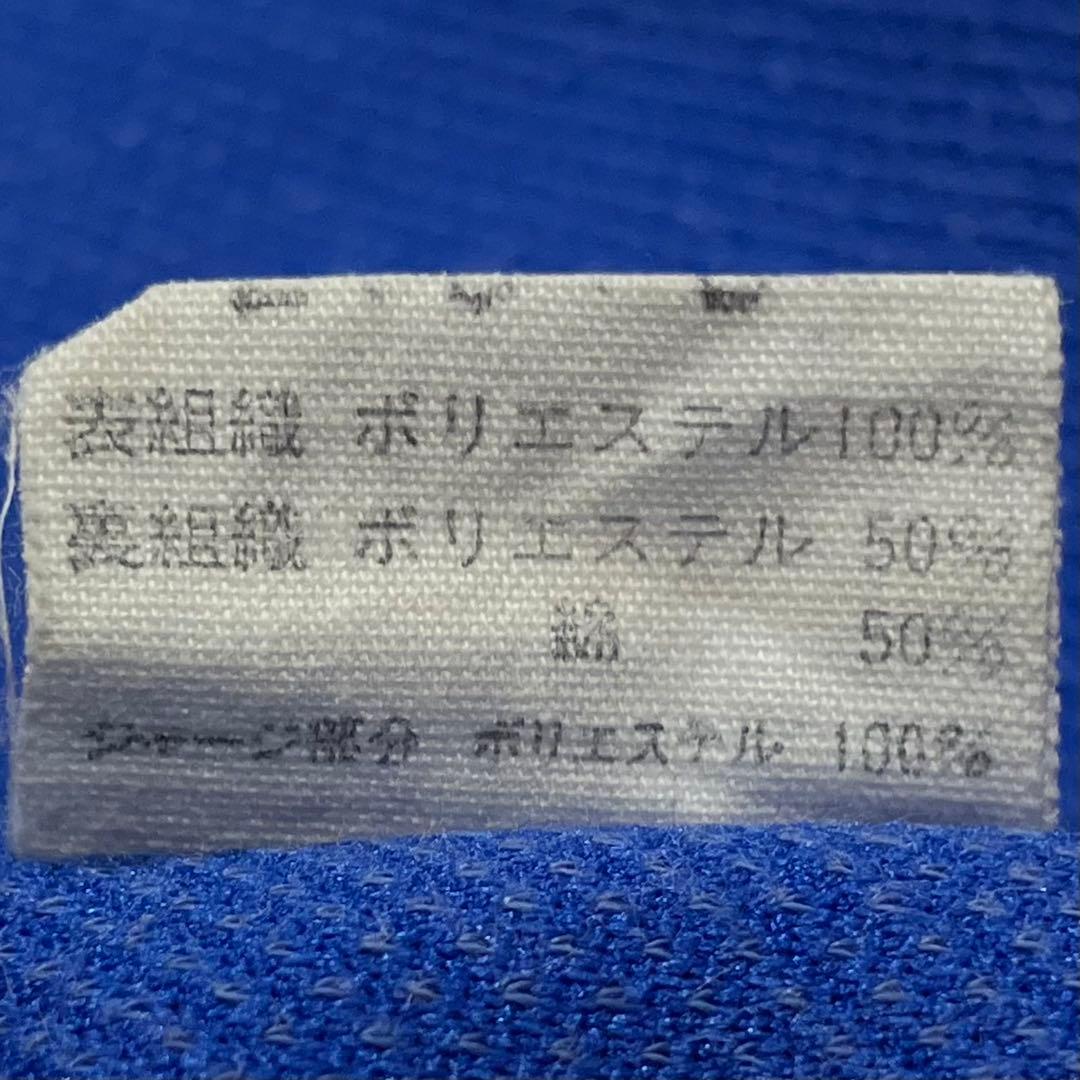 表組織 ポリエステル100%
裏組織 ポリエステル 50%
綿 50%
ジャージ部分 ポリエステル 100%